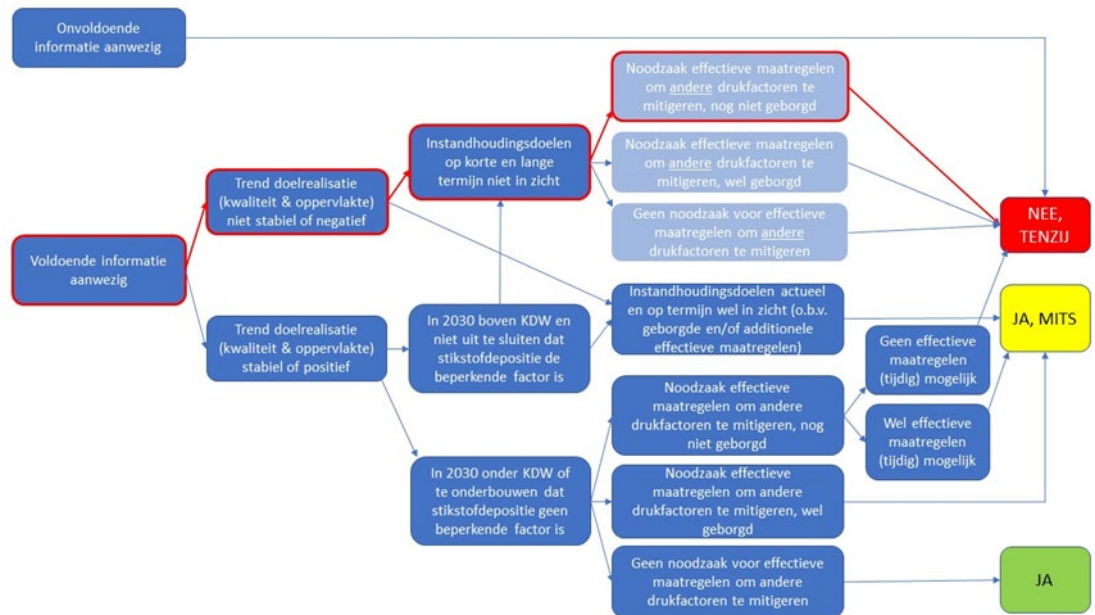 Onvoldoende
informatie aanwezig
Voldoende informatie
aanwezig
Trend doelrealisatie
(kwaliteit & oppervlakte)
niet stabiel of negatief
Trend doelrealisatie
(kwaliteit & oppervlakte)
stabiel of positief
Instandhoudingsdoelen
op korte en lange
termijn niet in zicht
In 2030 boven KDW en
niet uit te sluiten dat
stikstofdepositie de
beperkende factor is
In 2030 onder KDW of
te onderbouwen dat
stikstofdepositie geen
beperkende factor is
Noodzaak effectieve maatregelen
om andere drukfactoren te
mitigeren, nog niet geborgd
Noodzaak effectieve maatregelen
om andere drukfactoren te
mitigeren, wel geborgd
Geen noodzaak voor effectieve
maatregelen om andere
drukfactoren te mitigeren
Instandhoudingsdoelen actueel
en op termijn wel in zicht (o.b.v.
geborgde en/of additionele
effectieve maatregelen)
Noodzaak effectieve
maatregelen om andere
drukfactoren te mitigeren, nog
niet geborgd
Noodzaak effectieve
maatregelen om andere
drukfactoren te mitigeren, wel
geborgd
Geen noodzaak voor effectieve
maatregelen om andere
drukfactoren te mitigeren
Geen effectieve
maatregelen
(tijdig) mogelijk
Wel effectieve
maatregelen
(tijdig) mogelijk
NEE,
TENZIJ
JA, MITS
JA